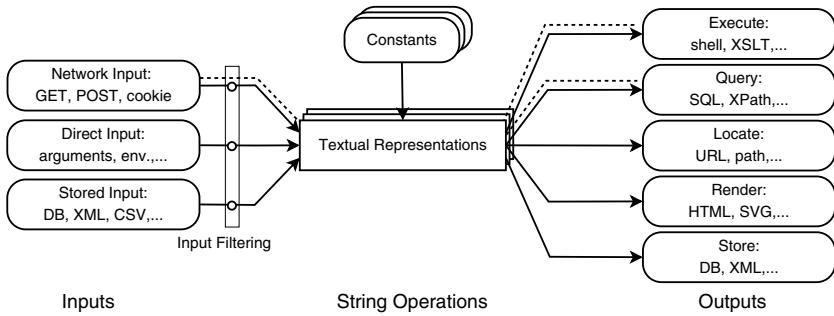 Constants
Network Input:
GET, POST, cookie
Direct Input:
arguments, env.,...
Stored Input:
DB, XML, CSV,...
Input Filtering
Textual Representations
Execute:
shell, XSLT,...
Query:
SQL, XPath,...
Locate:
URL, path,...
Render:
HTML, SVG,...
Store:
DB, XML,...
Inputs
String Operations
Outputs